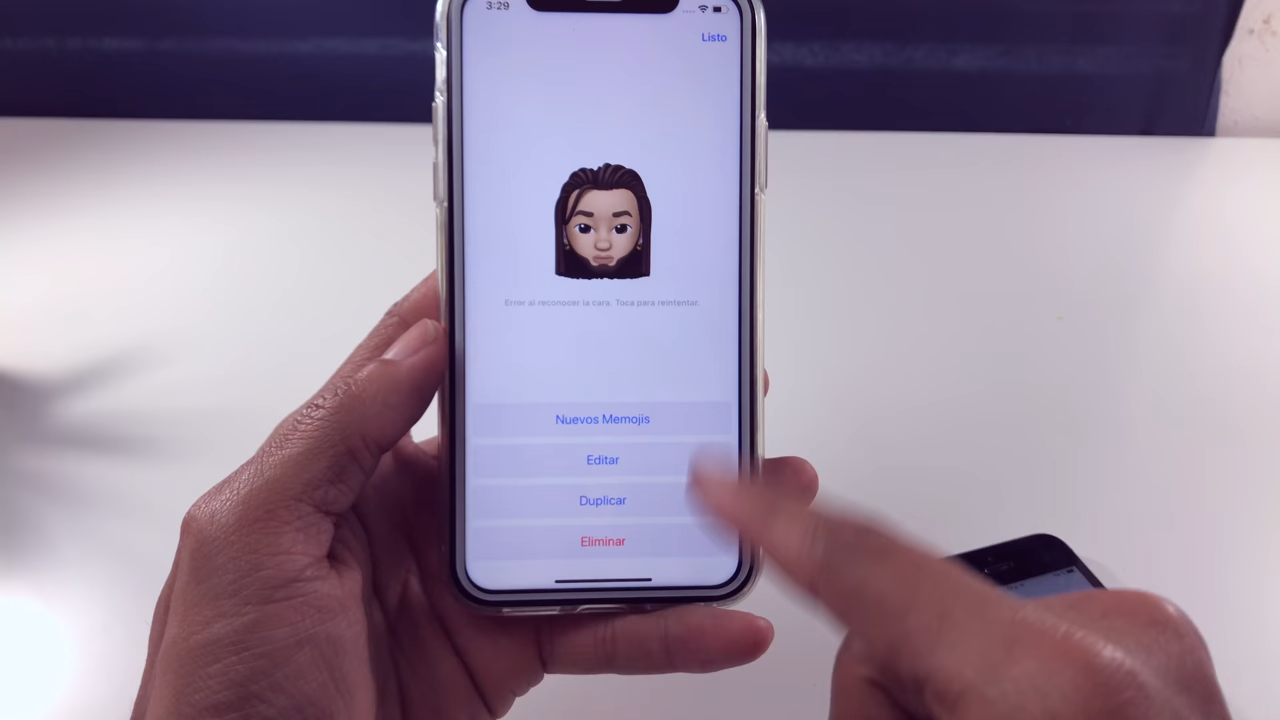 3:29
Listo
Error al reconocer la cara. Toca para reintentar.
Nuevos Memojis
Editar
Duplicar
Eliminar